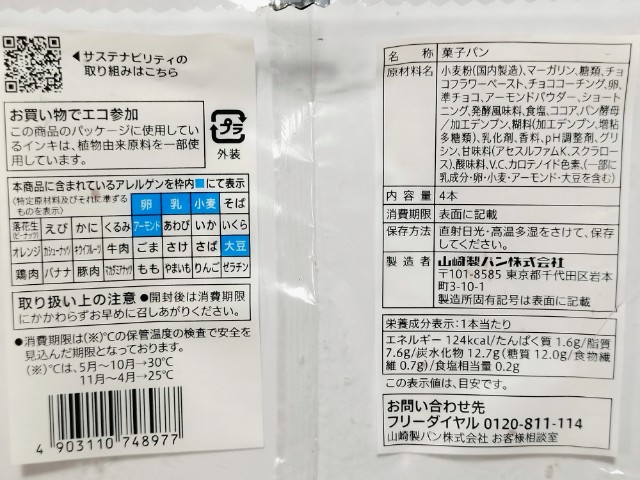 ◀サステナビリティの
取り組みはこちら
お買い物でエコ参加
この商品のパッケージに使用してい
るインキは、植物由来原料を一部使
用しています。
プラ
外装
本商品に含まれているアレルゲンを枠内■にて表示
(特定原材料及びそれに準ずるものを表示)
卵 乳 小麦 そば
落花生(ピーナッツ) えび かに くるみ アーモンド あわび いか いくら
オレンジ カシューナッツ キウイフルーツ 牛肉 ごま さけ さば 大豆
鶏肉 バナナ 豚肉 マカダミアナッツ もも やまいも りんご ゼラチン
取り扱い上の注意 ●開封後は消費期限
にかかわらずお早めに召しあがりください。
●消費期限は(※)℃の保管温度の検査で安全を
見込んだ期限となっております。
(※)℃は、5月〜10月→30℃
11月〜4月→25℃
4 903110 748977
名称 菓子パン
原材料名 小麦粉(国内製造)、マーガリン、糖類、チョ
コフラワーペースト、チョココーチング、卵、
準チョコ、アーモンドパウダー、ショート
ニング、発酵風味料、食塩、ココア、パン酵母
/加工デンプン、糊料(加工デンプン、増粘
多糖類)、乳化剤、香料、pH調整剤、グリ
シン、甘味料(アセスルファムK、スクラロー
ス)、酸味料、V.C、カロテノイド色素、(一部に
乳成分・卵・小麦・アーモンド・大豆を含む)
内容量 4本
消費期限 表面に記載
保存方法 直射日光・高温多湿をさけて、保存
してください。
製造者 山崎製パン株式会社
〒101-8585 東京都千代田区岩本
町3-10-1
製造所固有記号は表面に記載
栄養成分表示:1本当たり
エネルギー 124kcal/たんぱく質 1.6g/脂質
7.6g/炭水化物 12.7g(糖質 12.0g/食物繊
維 0.7g)/食塩相当量 0.2g
この表示値は、目安です。
お問い合わせ先
フリーダイヤル 0120-811-114
山崎製パン株式会社 お客様相談室